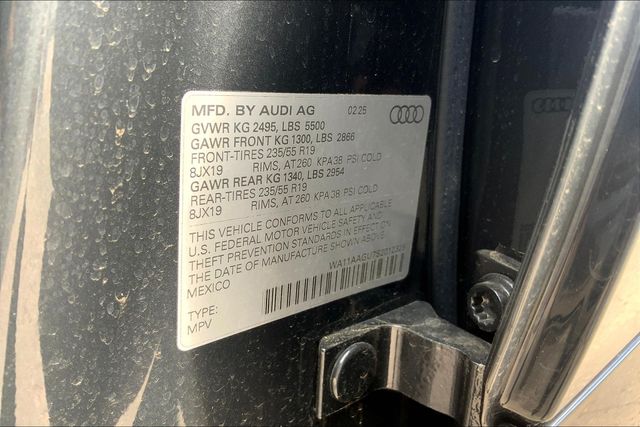 MFD. BY AUDI AG 02.25
GVWR KG 2495, LBS 5500
GAWR FRONT KG 1300, LBS 2866
FRONT-TIRES 235/55 R19
8JX19 RIMS, AT 260 KPA 38 PSI COLD
GAWR REAR KG 1340, LBS 2954
REAR-TIRES 235/55 R19
8JX19 RIMS, AT 260 KPA 38 PSI COLD
THIS VEHICLE CONFORMS TO ALL APPLICABLE
U.S. FEDERAL MOTOR VEHICLE SAFETY AND
THEFT PREVENTION STANDARDS IN EFFECT ON
THE DATE OF MANUFACTURE SHOWN ABOVE.
MEXICO
TYPE:
MPV